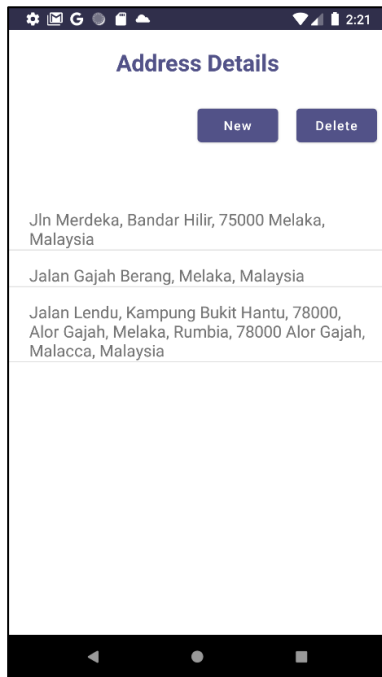 G 2:21
Address Details
New Delete
Jln Merdeka, Bandar Hilir, 75000 Melaka,
Malaysia
Jalan Gajah Berang, Melaka, Malaysia
Jalan Lendu, Kampung Bukit Hantu, 78000,
Alor Gajah, Melaka, Rumbia, 78000 Alor Gajah,
Malacca, Malaysia